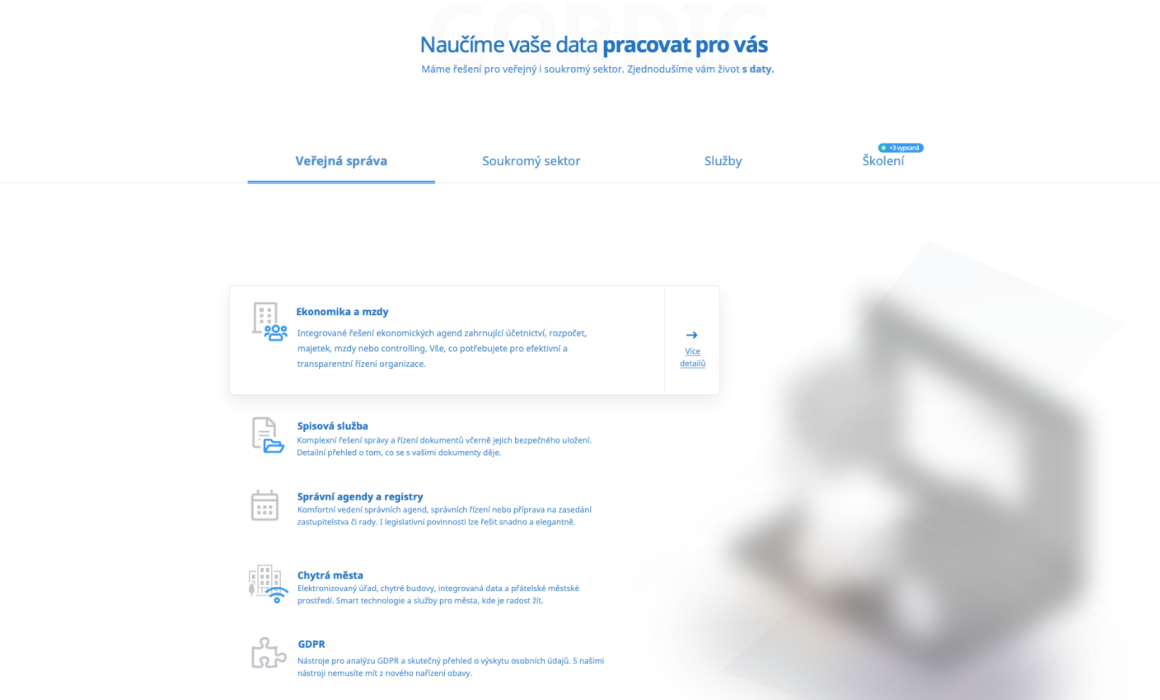 GORDIC
Naučíme vaše data pracovat pro vás
Máme řešení pro veřejný i soukromý sektor. Zjednodušíme vám život s daty.
+3 vypsaná
Veřejná správa
Soukromý sektor
Služby
Školení
Ekonomika a mzdy
Integrované řešení ekonomických agend zahrnující účetnictví, rozpočet,
majetek, mzdy nebo controlling. Vše, co potřebujete pro efektivní a
transparentní řízení organizace.
Více
detailů
Spisová služba
Komplexní řešení správy a řízení dokumentů včerně jejich bezpečného uložení.
Detailní přehled o tom, co se s vašimi dokumenty děje.
Správní agendy a registry
Komfortní vedení správních agend, správních řízení nebo příprava na zasedání
zastupitelstva či rady. I legislativní povinnosti lze řešit snadno a elegantně.
Chytrá města
Elektronizovaný úřad, chytré budovy, integrovaná data a přátelské městské
prostředí. Smart technologie a služby pro města, kde je radost žít.
GDPR
Nástroje pro analýzu GDPR a skutečný přehled o výskytu osobních údajů. S našimi
nástroji nemusíte mít z nového nařízení obavy.